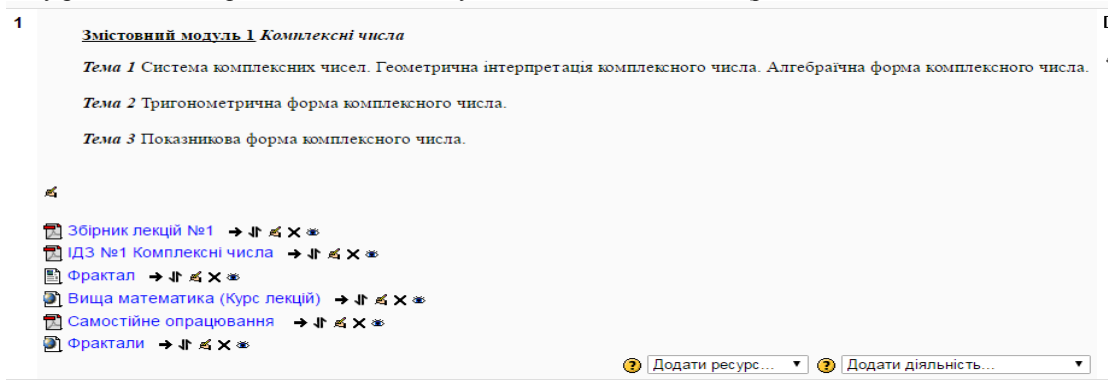 1
Змістовний модуль 1 Комплексні числа
Тема 1 Система комплексних чисел. Геометрична інтерпретація комплексного числа. Алгебраїчна форма комплексного числа.
Тема 2 Тригонометрична форма комплексного числа.
Тема 3 Показникова форма комплексного числа.
Збірник лекцій №1
ІДЗ №1 Комплексні числа
Фрактал
Вища математика (Курс лекцій)
Самостійне опрацювання
Фрактали
Додати ресурс... Додати діяльність...